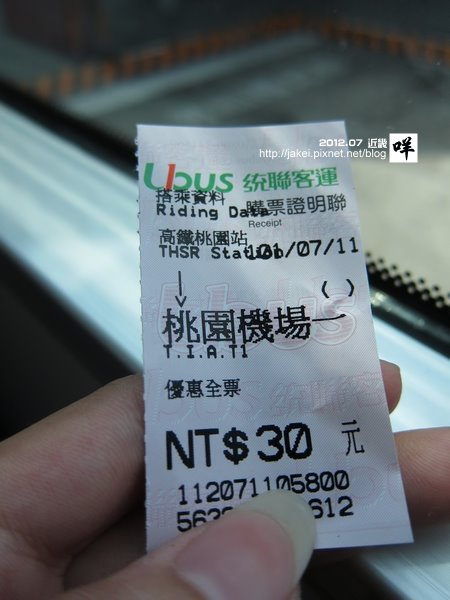 2012.07 近畿
http://jakei.pixnet.net/blog
咩
Ubus 統聯客運
搭乘資料 購票證明聯
Riding Data
Receipt
高鐵桃園站
THSR Station 101/07/11
↓ ( )
桃園機場一
T.I.A.T1
優惠全票
NT$30 元
112071105800
563 612